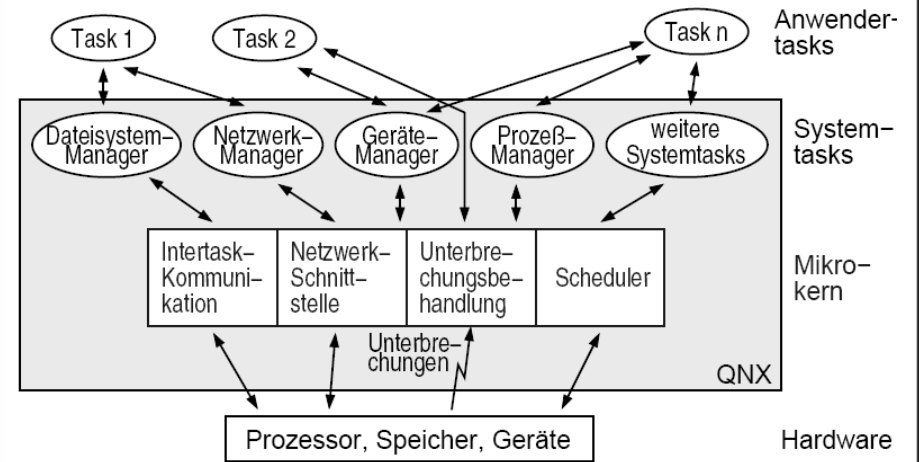 Task 1
Task 2
Task n
Anwender-
tasks
Dateisystem-
Manager
Netzwerk-
Manager
Geräte-
Manager
Prozeß-
Manager
weitere
Systemtasks
System-
tasks
Intertask-
Kommuni-
kation
Netzwerk-
Schnitt-
stelle
Unterbre-
chungsbe-
handlung
Scheduler
Mikro-
kern
Unterbre-
chungen
QNX
Prozessor, Speicher, Geräte
Hardware